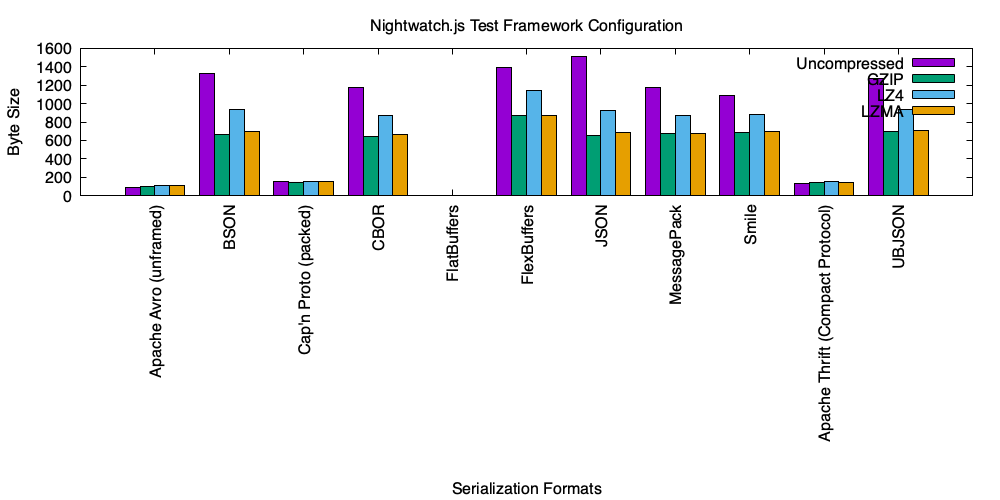 Nightwatch.js Test Framework Configuration
Byte Size
1600
1400
1200
1000
800
600
400
200
0
Uncompressed
GZIP
LZ4
LZMA
Apache Avro (unframed)
BSON
Cap'n Proto (packed)
CBOR
FlatBuffers
FlexBuffers
JSON
MessagePack
Smile
Apache Thrift (Compact Protocol)
UBJSON
Serialization Formats